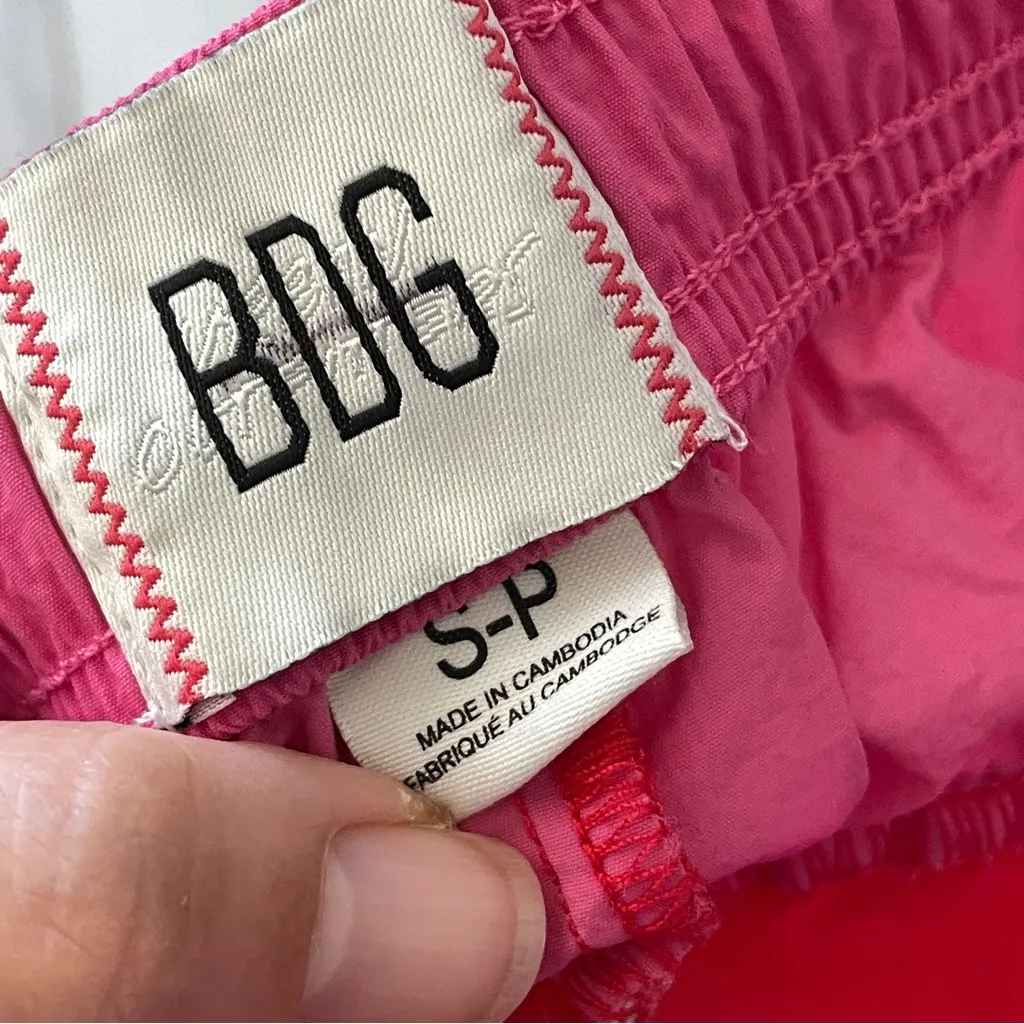 BDG
S-P
MADE IN CAMBODIA
FABRIQUÉ AU CAMBODGE